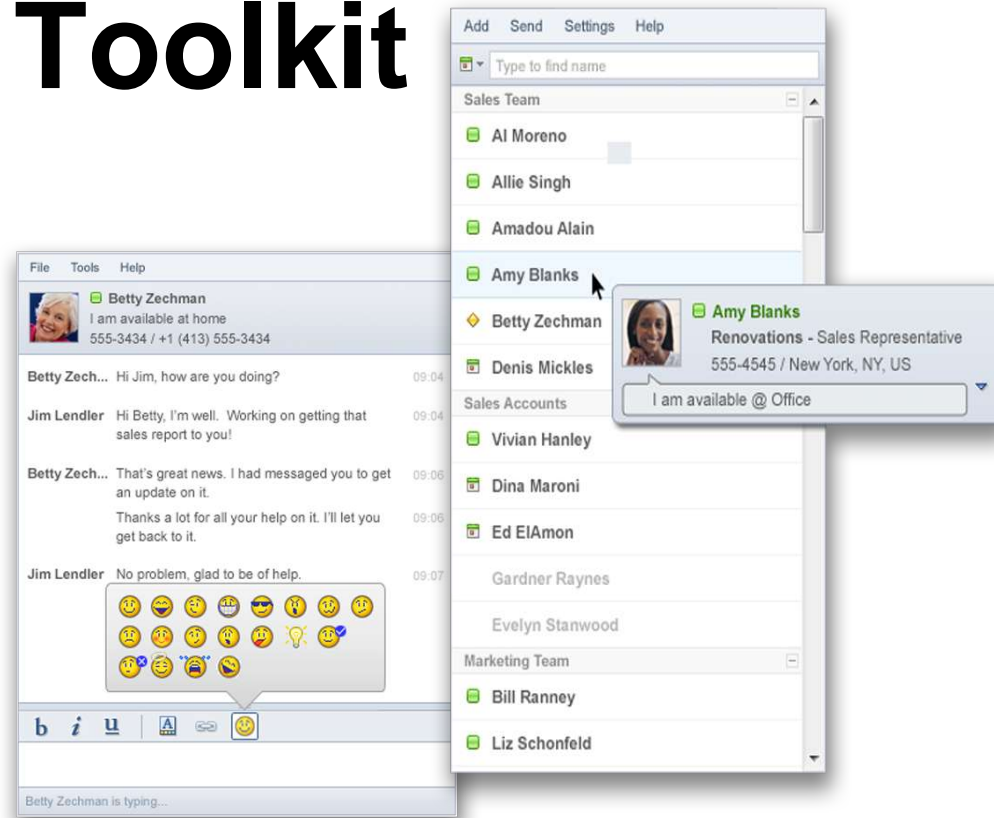 Toolkit
File Tools Help
Betty Zechman
I am available at home
555-3434 / +1 (413) 555-3434
Betty Zech... Hi Jim, how are you doing? 09:04
Jim Lendler Hi Betty, I'm well. Working on getting that 09:04
sales report to you!
Betty Zech... That's great news. I had messaged you to get 09:06
an update on it.
Thanks a lot for all your help on it. I'll let you 09:06
get back to it.
Jim Lendler No problem, glad to be of help. 09:07
b i u A
Betty Zechman is typing...
Add Send Settings Help
Type to find name
Sales Team
Al Moreno
Allie Singh
Amadou Alain
Amy Blanks
Betty Zechman
Denis Mickles
Sales Accounts
Vivian Hanley
Dina Maroni
Ed ElAmon
Gardner Raynes
Evelyn Stanwood
Marketing Team
Bill Ranney
Liz Schonfeld
Amy Blanks
Renovations - Sales Representative
555-4545 / New York, NY, US
I am available @ Office